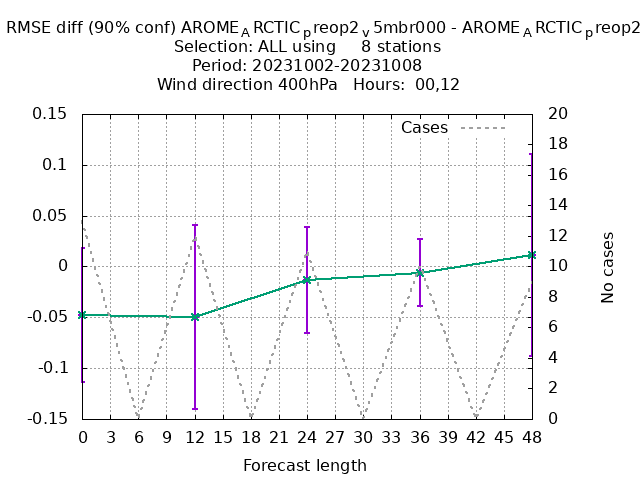 RMSE diff (90% conf) AROME_ARCTIC_preop2_v5mbr000 - AROME_ARCTIC_preop2
Selection: ALL using 8 stations
Period: 20231002-20231008
Wind direction 400hPa Hours: 00,12
Cases
0.15
0.1
0.05
0
-0.05
-0.1
-0.15
20
18
16
14
12
10
8
6
4
2
0
No cases
0 3 6 9 12 15 18 21 24 27 30 33 36 39 42 45 48
Forecast length